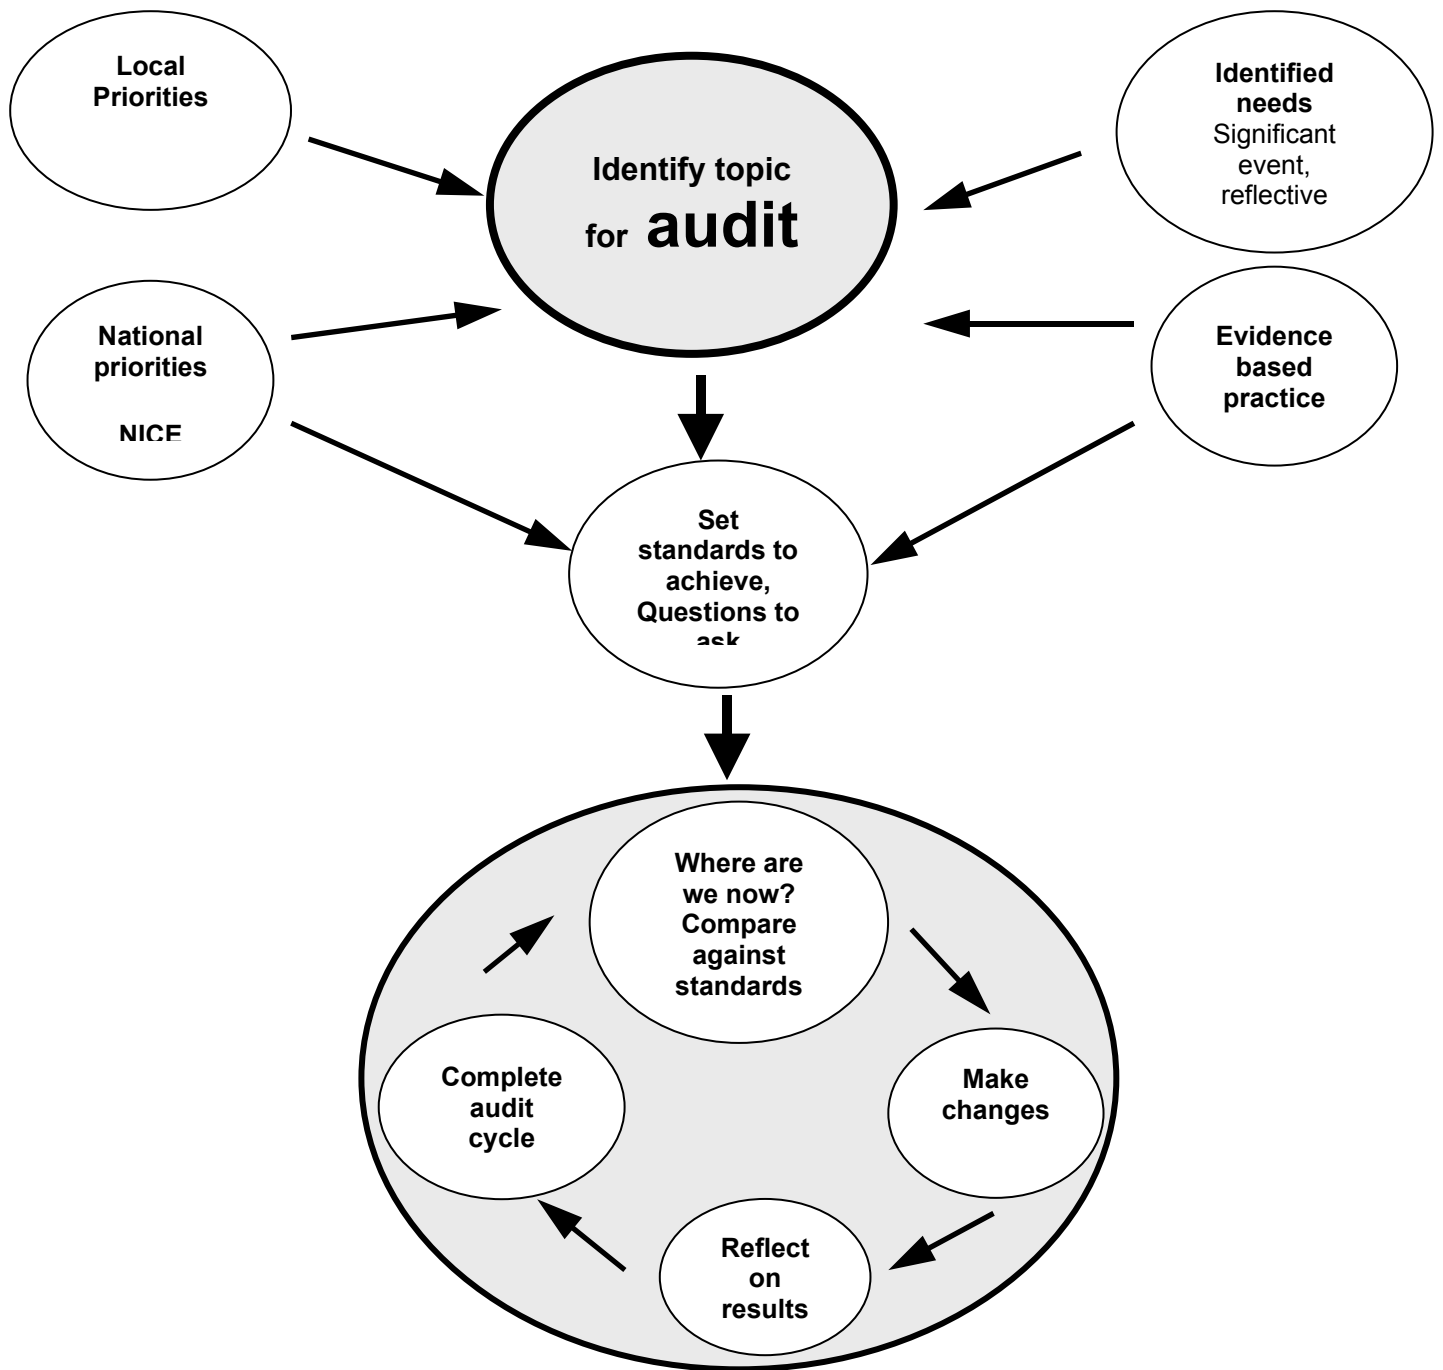 Local
Priorities
Identify topic
for audit
Identified
needs
Significant
event,
reflective
National
priorities
NICE
Evidence
based
practice
Set
standards to
achieve,
Questions to
ask
Where are
we now?
Compare
against
standards
Make
changes
Reflect
on
results
Complete
audit
cycle